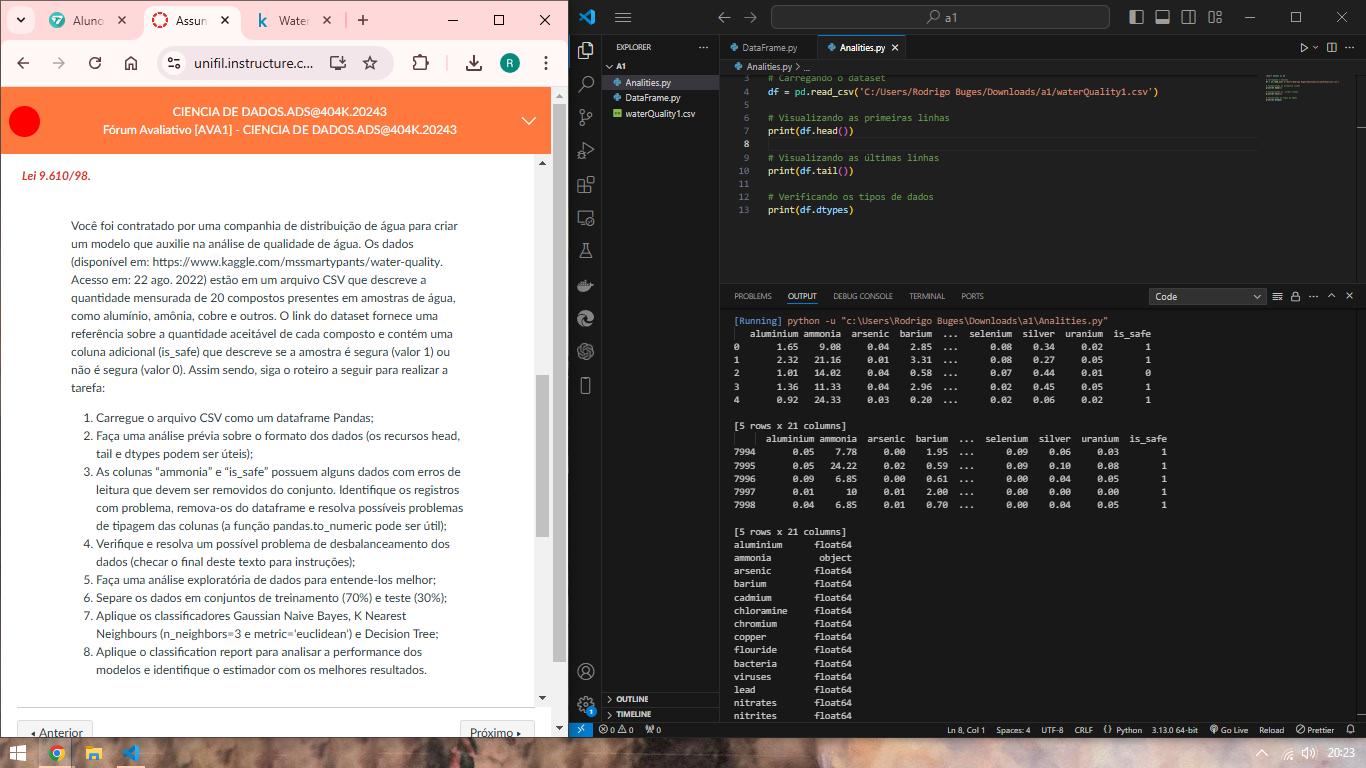 Aluno
Assun
Water
unifil.instructure.c...
R
CIENCIA DE DADOS.ADS@404K.20243
Fórum Avaliativo [AVA1] - CIENCIA DE DADOS.ADS@404K.20243
Lei 9.610/98.
Você foi contratado por uma companhia de distribuição de água para criar
um modelo que auxilie na análise de qualidade de água. Os dados
(disponível em: https://www.kaggle.com/mssmartypants/water-quality.
Acesso em: 22 ago. 2022) estão em um arquivo CSV que descreve a
quantidade mensurada de 20 compostos presentes em amostras de água,
como alumínio, amônia, cobre e outros. O link do dataset fornece uma
referência sobre a quantidade aceitável de cada composto e contém uma
coluna adicional (is_safe) que descreve se a amostra é segura (valor 1) ou
não é segura (valor 0). Assim sendo, siga o roteiro a seguir para realizar a
tarefa:
1. Carregue o arquivo CSV como um dataframe Pandas;
2. Faça uma análise prévia sobre o formato dos dados (os recursos head,
tail e dtypes podem ser úteis);
3. As colunas “ammonia” e “is_safe” possuem alguns dados com erros de
leitura que devem ser removidos do conjunto. Identifique os registros
com problema, remova-os do dataframe e resolva possíveis problemas
de tipagem das colunas (a função pandas.to_numeric pode ser útil);
4. Verifique e resolva um possível problema de desbalanceamento dos
dados (checar o final deste texto para instruções);
5. Faça uma análise exploratória de dados para entende-los melhor;
6. Separe os dados em conjuntos de treinamento (70%) e teste (30%);
7. Aplique os classificadores Gaussian Naive Bayes, K Nearest
Neighbours (n_neighbors=3 e metric='euclidean') e Decision Tree;
8. Aplique o classification report para analisar a performance dos
modelos e identifique o estimador com os melhores resultados.
Anterior
Próximo
a1
EXPLORER
A1
Analities.py
DataFrame.py
waterQuality1.csv
OUTLINE
TIMELINE
DataFrame.py
Analities.py
Analities.py > ...
3 # Carregando o dataset
4 df = pd.read_csv('C:/Users/Rodrigo Buges/Downloads/a1/waterQuality1.csv')
5
6 # Visualizando as primeiras linhas
7 print(df.head())
8
9 # Visualizando as últimas linhas
10 print(df.tail())
11
12 # Verificando os tipos de dados
13 print(df.dtypes)
PROBLEMS OUTPUT DEBUG CONSOLE TERMINAL PORTS
Code
[Running] python -u "c:\Users\Rodrigo Buges\Downloads\a1\Analities.py"
aluminium ammonia arsenic barium ... selenium silver uranium is_safe
0 1.65 9.08 0.04 2.85 ... 0.08 0.34 0.02 1
1 2.32 21.16 0.01 3.31 ... 0.08 0.27 0.05 1
2 1.01 14.02 0.04 0.58 ... 0.07 0.44 0.01 0
3 1.36 11.33 0.04 2.96 ... 0.02 0.45 0.05 1
4 0.92 24.33 0.03 0.20 ... 0.02 0.06 0.02 1
[5 rows x 21 columns]
aluminium ammonia arsenic barium ... selenium silver uranium is_safe
7994 0.05 7.78 0.00 1.95 ... 0.09 0.06 0.03 1
7995 0.05 24.22 0.02 0.59 ... 0.09 0.10 0.08 1
7996 0.09 6.85 0.00 0.61 ... 0.00 0.04 0.05 1
7997 0.01 10 0.01 2.00 ... 0.00 0.00 0.00 1
7998 0.04 6.85 0.01 0.70 ... 0.00 0.04 0.05 1
[5 rows x 21 columns]
aluminium float64
ammonia object
arsenic float64
barium float64
cadmium float64
chloramine float64
chromium float64
copper float64
flouride float64
bacteria float64
viruses float64
lead float64
nitrates float64
nitrites float64
0 0 0
Ln 8, Col 1 Spaces: 4 UTF-8 CRLF Python 3.13.0 64-bit Go Live Reload Prettier
20:23